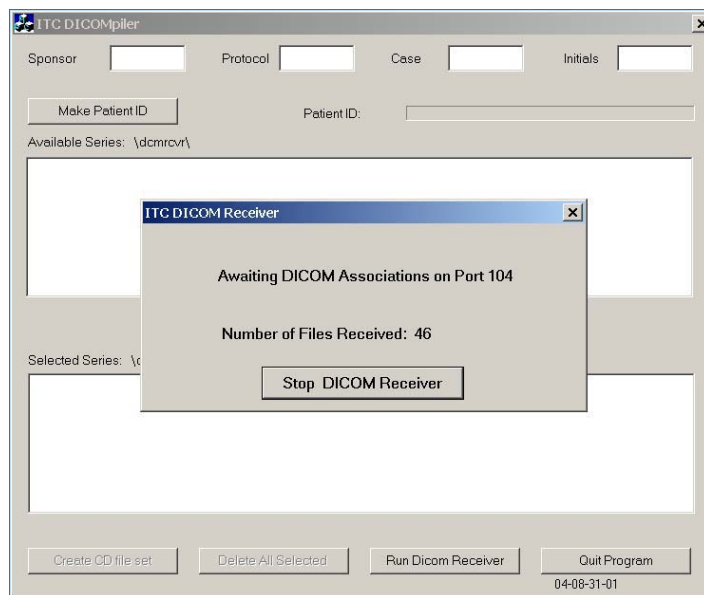 ITC DICOMpiler
Sponsor Protocol Case Initials
Make Patient ID Patient ID:
Available Series: \dcmrcvr\
ITC DICOM Receiver
Awaiting DICOM Associations on Port 104
Number of Files Received: 46
Selected Series:
Stop DICOM Receiver
Create CD file set Delete All Selected Run Dicom Receiver Quit Program
04-08-31-01